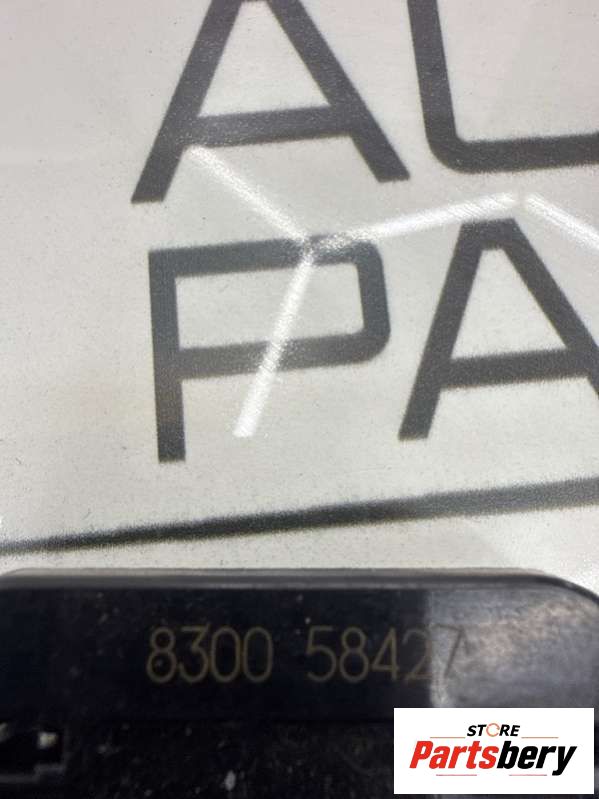 AU
PA
8300 58427
STORE
Partsbery